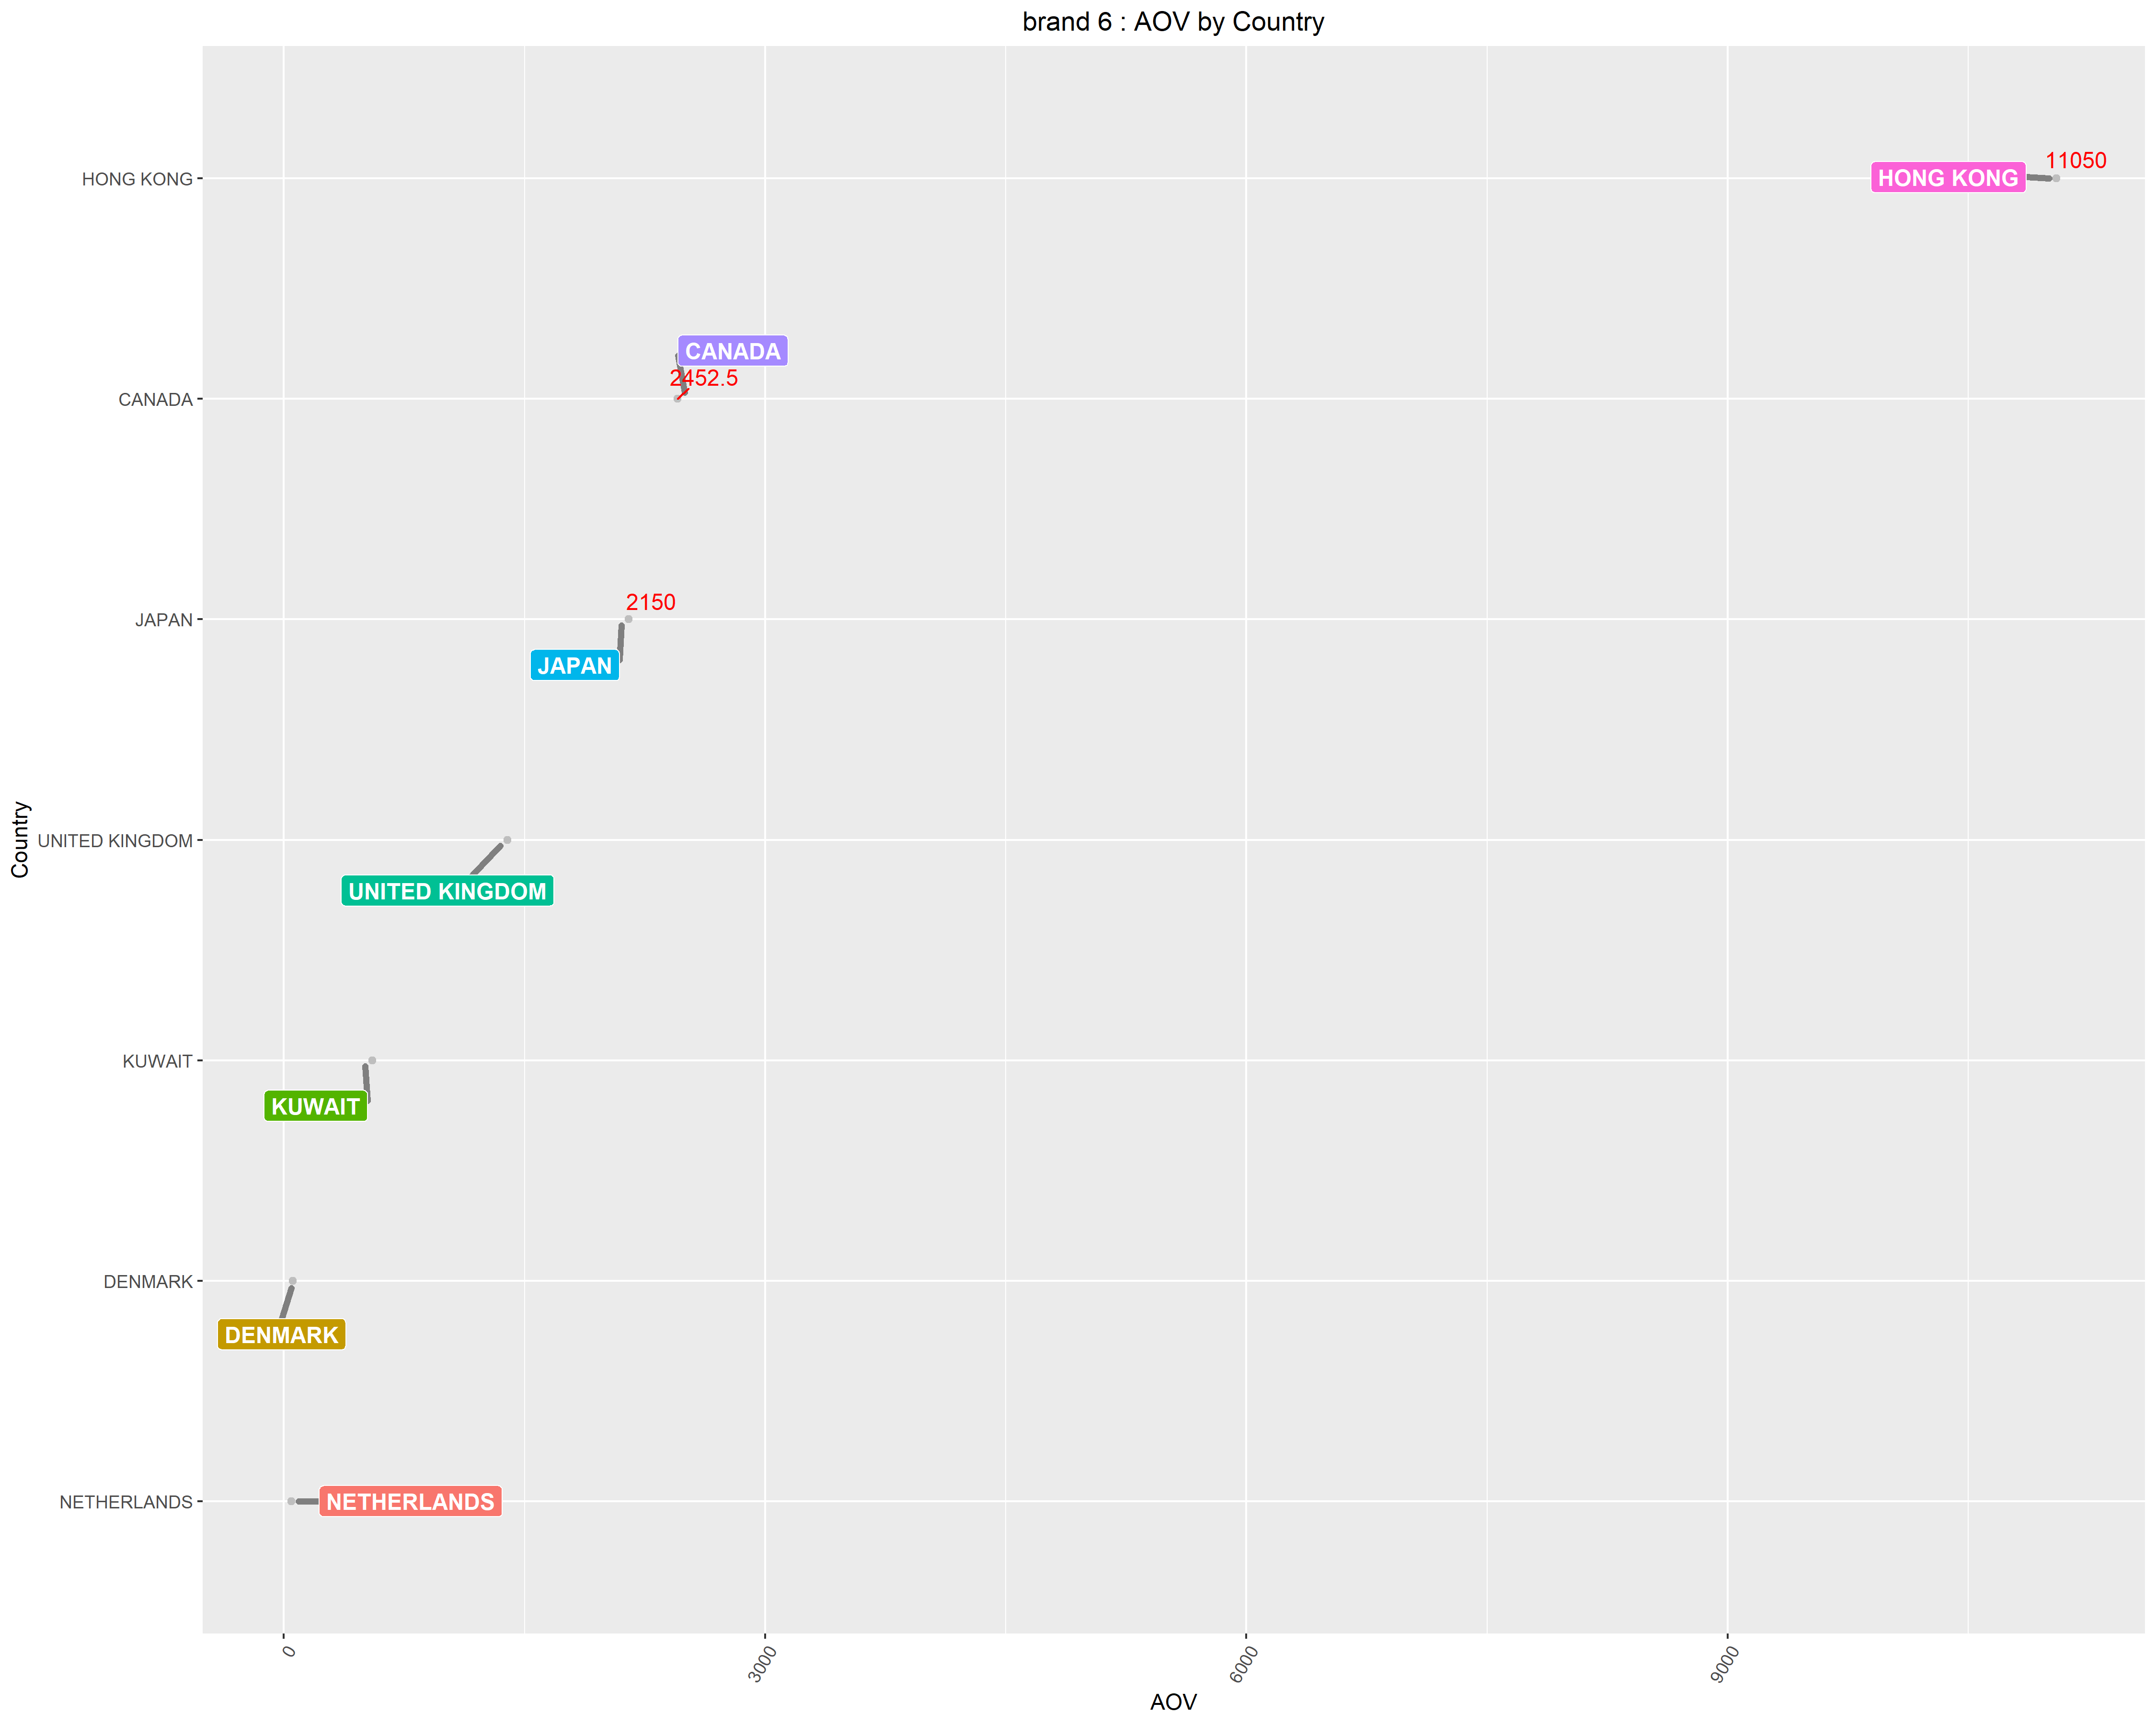 brand 6 : AOV by Country
HONG KONG
HONG KONG
11050
CANADA
2452.5
CANADA
2150
JAPAN
JAPAN
Country
UNITED KINGDOM
UNITED KINGDOM
KUWAIT
KUWAIT
DENMARK
DENMARK
NETHERLANDS
NETHERLANDS
0
3000
6000
9000
AOV